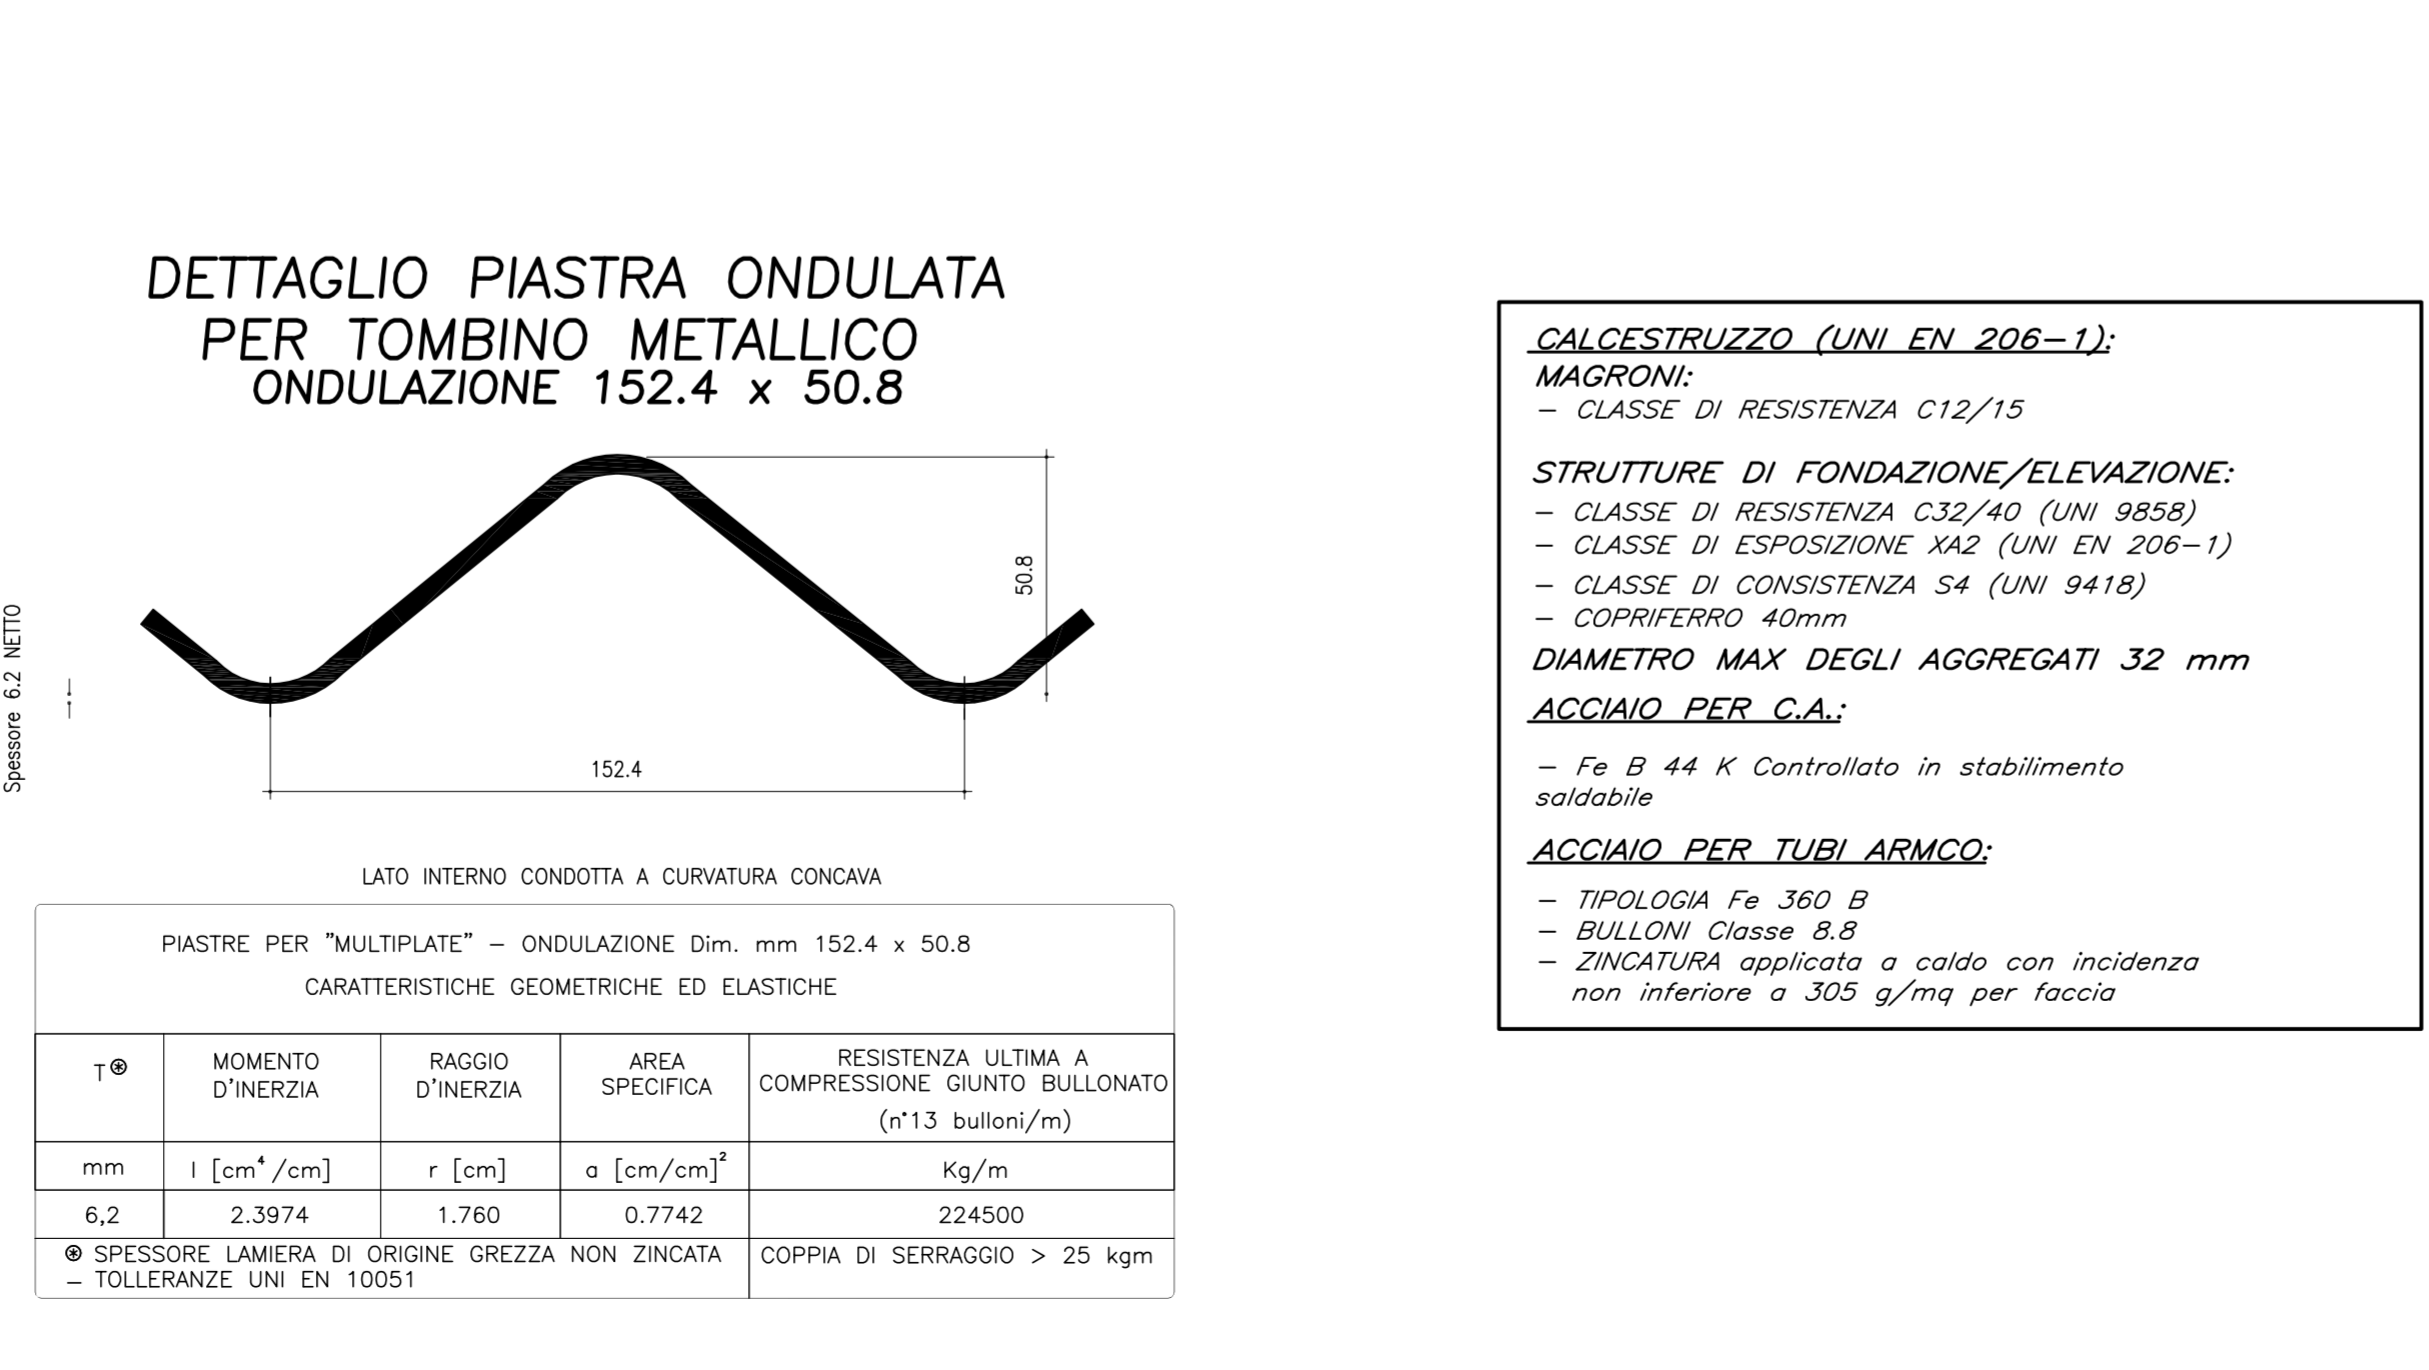 DETTAGLIO PIASTRA ONDULATA
PER TOMBINO METALLICO
ONDULAZIONE 152.4 x 50.8
50.8
Spessore 6.2 NETTO
152.4
LATO INTERNO CONDOTTA A CURVATURA CONCAVA
PIASTRE PER "MULTIPLATE" – ONDULAZIONE Dim. mm 152.4 x 50.8
CARATTERISTICHE GEOMETRICHE ED ELASTICHE
T⊛
MOMENTO
D'INERZIA
RAGGIO
D'INERZIA
AREA
SPECIFICA
RESISTENZA ULTIMA A
COMPRESSIONE GIUNTO BULLONATO
(n°13 bulloni/m)
mm
I [cm⁴/cm]
r [cm]
a [cm/cm]²
Kg/m
6,2
2.3974
1.760
0.7742
224500
⊛ SPESSORE LAMIERA DI ORIGINE GREZZA NON ZINCATA
– TOLLERANZE UNI EN 10051
COPPIA DI SERRAGGIO > 25 kgm
CALCESTRUZZO (UNI EN 206–1):
MAGRONI:
– CLASSE DI RESISTENZA C12/15
STRUTTURE DI FONDAZIONE/ELEVAZIONE:
– CLASSE DI RESISTENZA C32/40 (UNI 9858)
– CLASSE DI ESPOSIZIONE XA2 (UNI EN 206–1)
– CLASSE DI CONSISTENZA S4 (UNI 9418)
– COPRIFERRO 40mm
DIAMETRO MAX DEGLI AGGREGATI 32 mm
ACCIAIO PER C.A.:
– Fe B 44 K Controllato in stabilimento
saldabile
ACCIAIO PER TUBI ARMCO:
– TIPOLOGIA Fe 360 B
– BULLONI Classe 8.8
– ZINCATURA applicata a caldo con incidenza
non inferiore a 305 g/mq per faccia